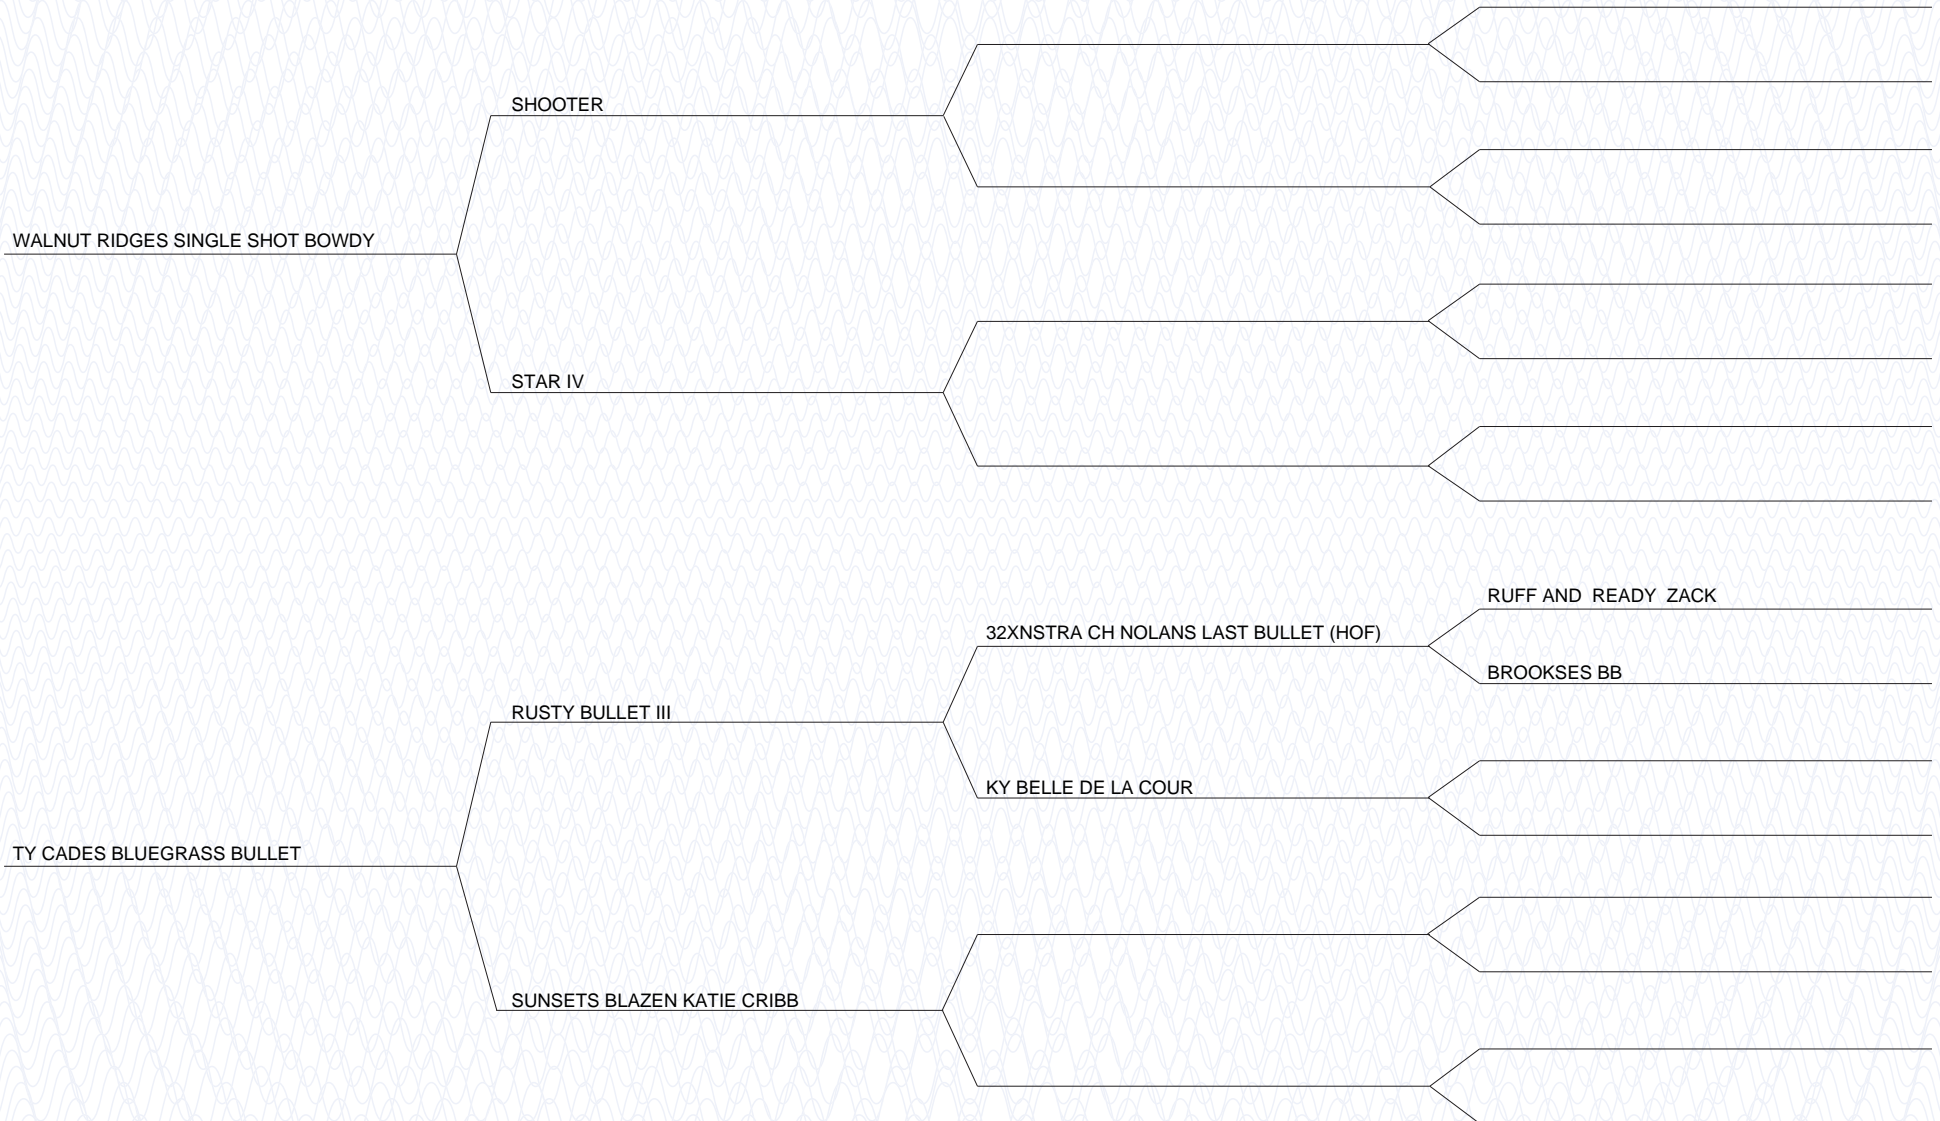 SHOOTER
WALNUT RIDGES SINGLE SHOT BOWDY
STAR IV
RUFF AND  READY  ZACK
32XNSTRA CH NOLANS LAST BULLET (HOF)
BROOKSES BB
RUSTY BULLET III
KY BELLE DE LA COUR
TY CADES BLUEGRASS BULLET
SUNSETS BLAZEN KATIE CRIBB